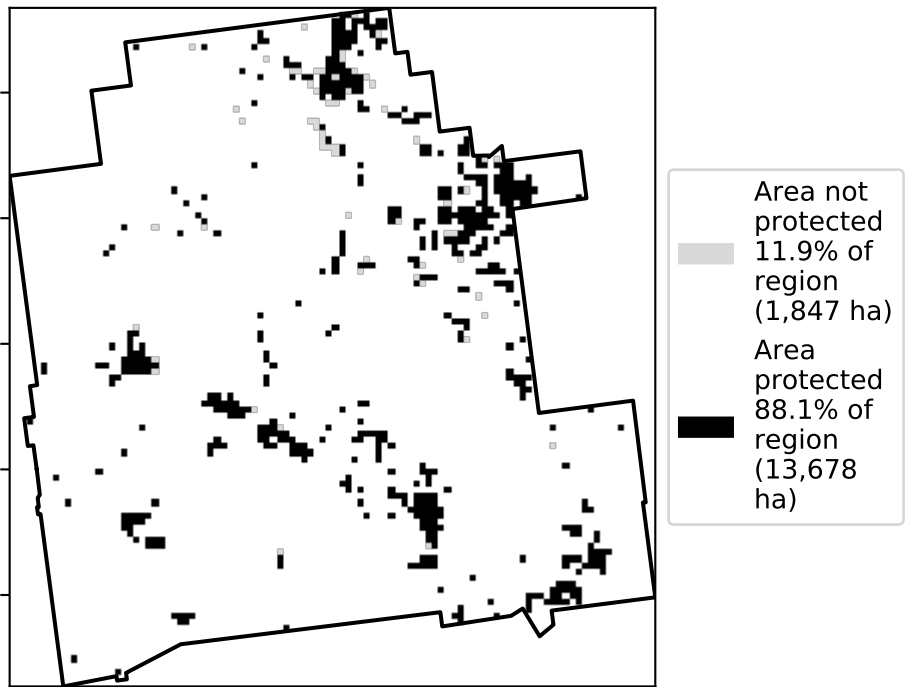 Area not
protected
11.9% of
region
(1,847 ha)
Area
protected
88.1% of
region
(13,678
ha)